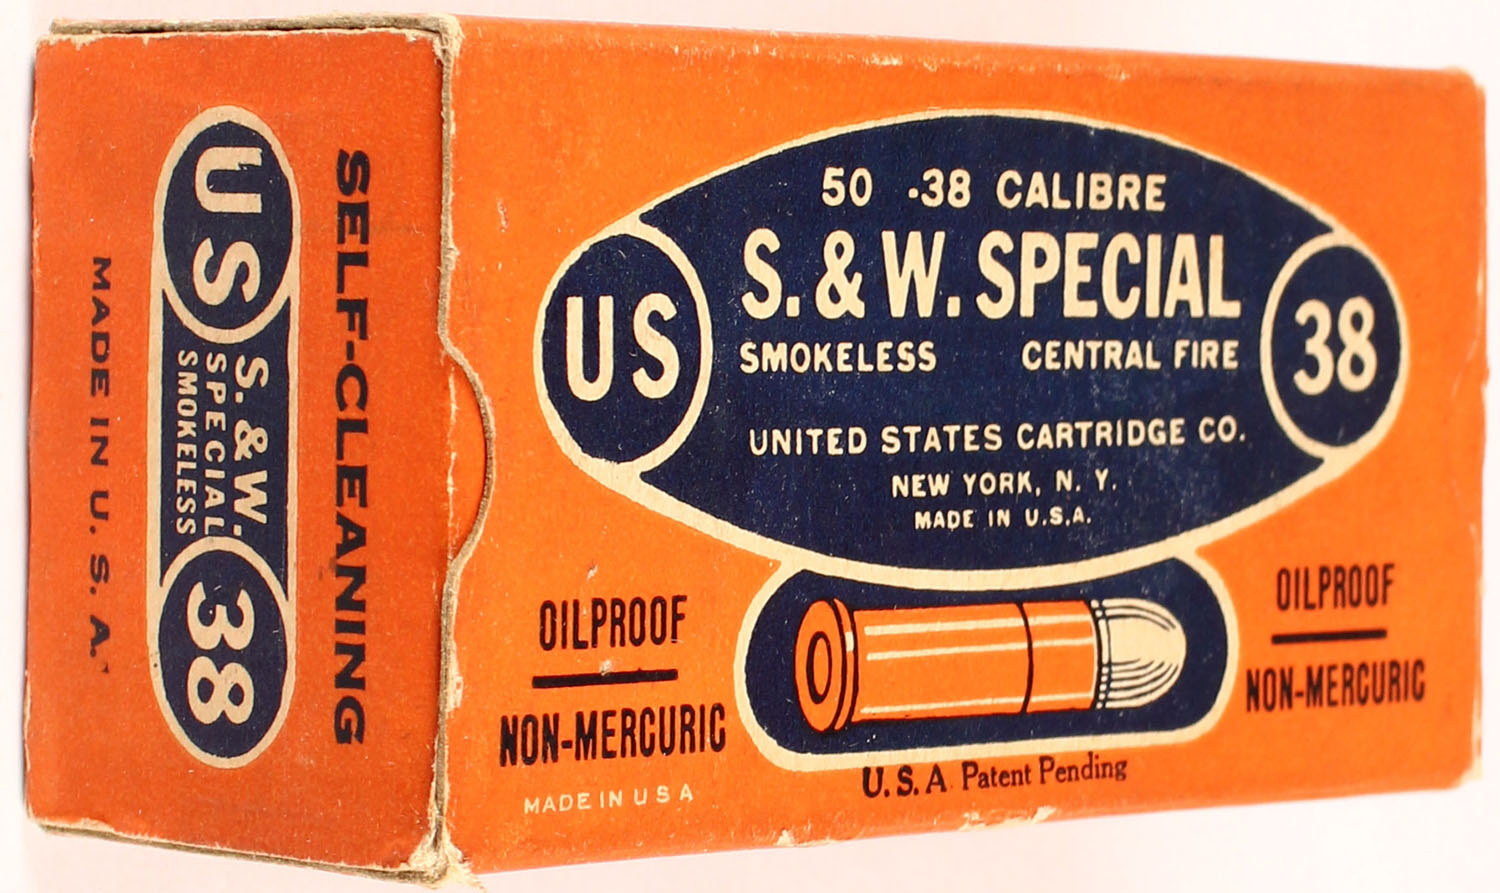 SELF-CLEANING
US
S. & W.
SPECIAL
SMOKELESS
38
MADE IN U. S. A.
50 .38 CALIBRE
S. & W. SPECIAL
SMOKELESS CENTRAL FIRE
US
38
UNITED STATES CARTRIDGE CO.
NEW YORK, N. Y.
MADE IN U.S.A.
OILPROOF
NON-MERCURIC
MADE IN U S A
OILPROOF
NON-MERCURIC
U. S. A. Patent Pending